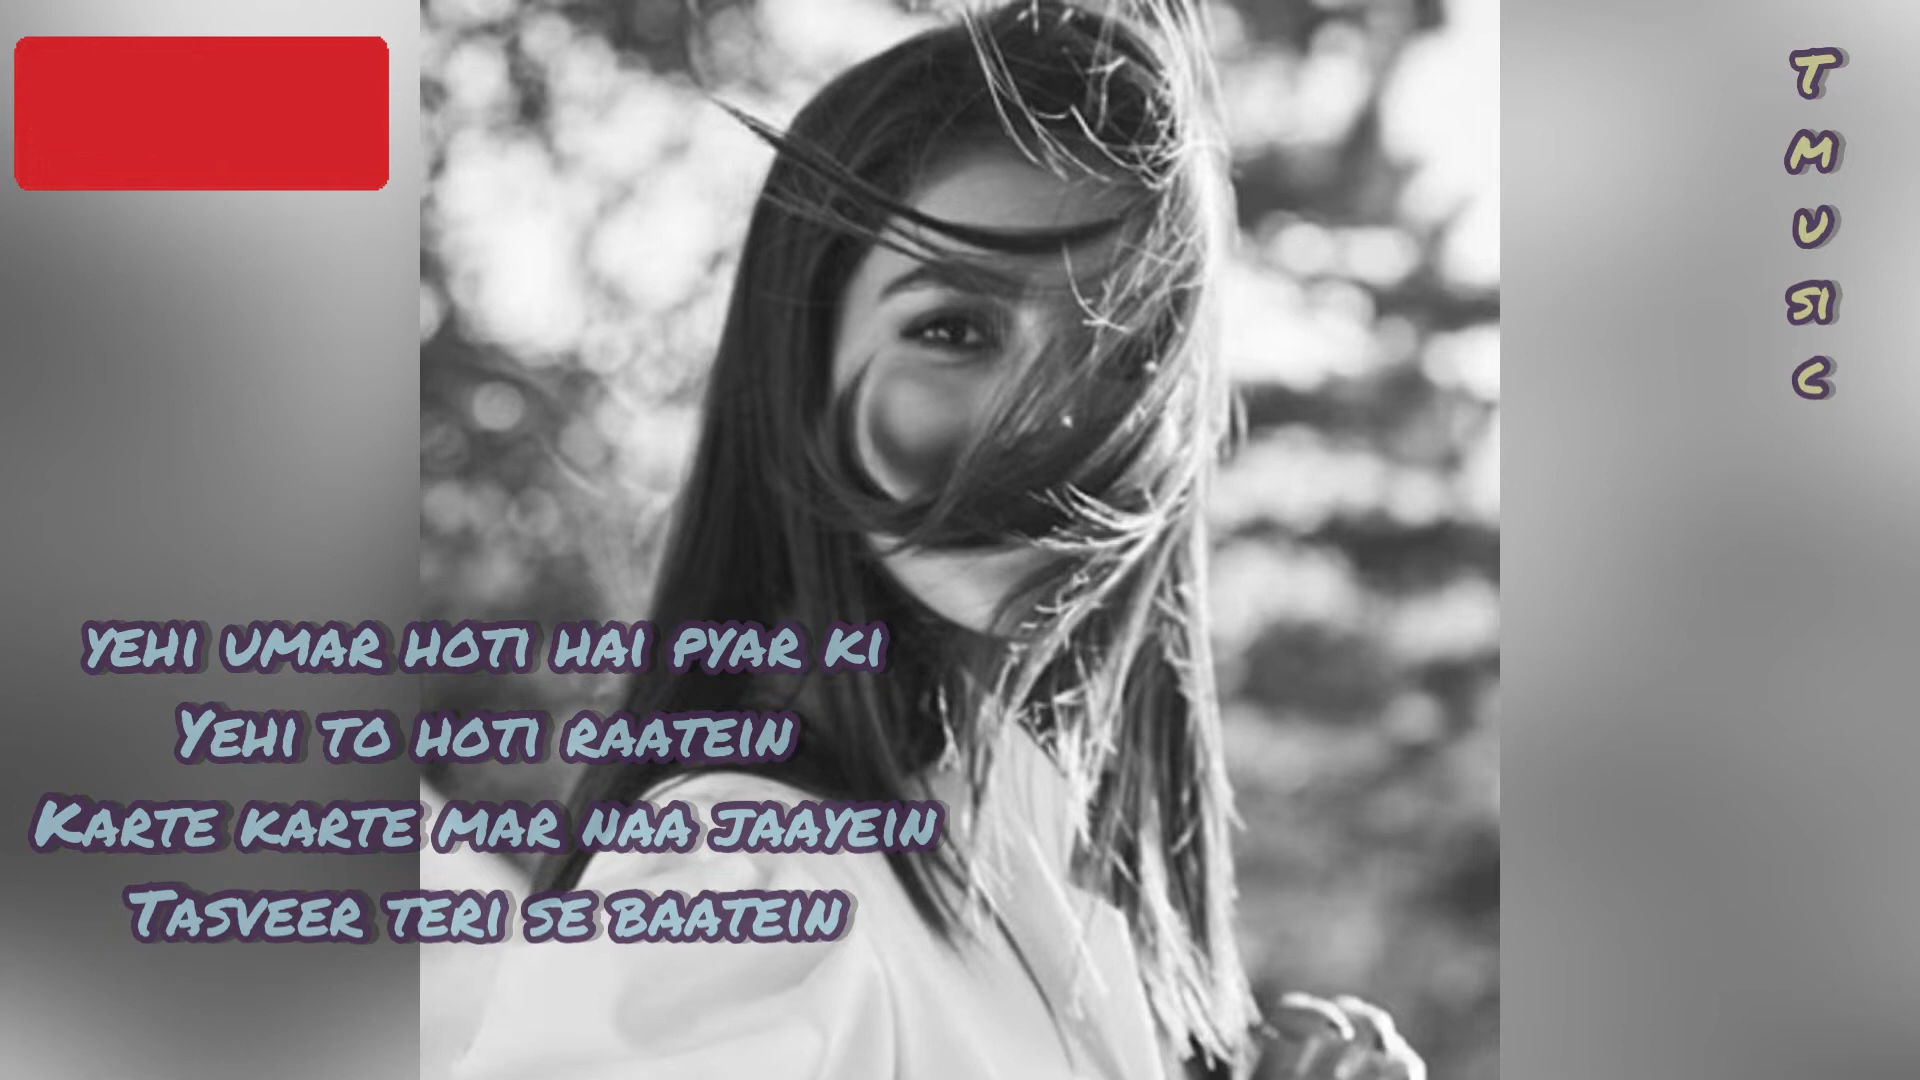 YEHI UMAR HOTI HAI PYAR KI
YEHI TO HOTI RAATEIN
KARTE KARTE MAR NAA JAAYEIN
TASVEER TERI SE BAATEIN
T
M
U
SI
C